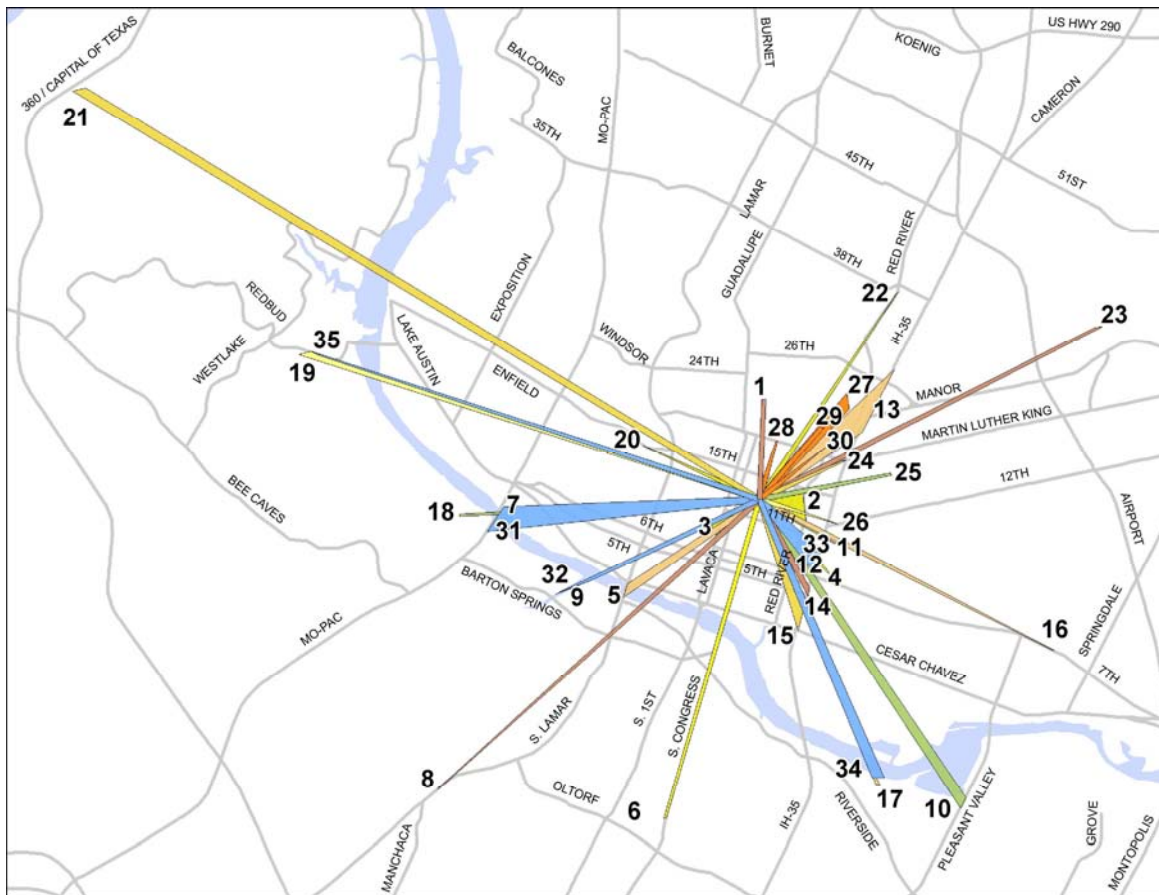 US HWY 290
BURNET
KOENIG
360 / CAPITAL OF TEXAS
BALCONES
CAMERON
21
35TH
MO-PAC
45TH
51ST
LAMAR
GUADALUPE
38TH
RED RIVER
22
EXPOSITION
REDBUD
IH-35
23
LAKE AUSTIN
WINDSOR
26TH
35
WESTLAKE
24TH
19
ENFIELD
1
27
MANOR
29
13
28
MARTIN LUTHER KING
20
30
15TH
24
25
12TH
BEE CAVES
7
2
AIRPORT
18
31
3
6TH
11TH
26
5TH
33
11
LAVACA
RED RIVER
12
5TH
4
32
9
5
BARTON SPRINGS
14
MO-PAC
15
16
SPRINGDALE
CESAR CHAVEZ
7TH
S. CONGRESS
S. 1ST
S. LAMAR
8
34
17
OLTORF
6
10
IH-35
RIVERSIDE
PLEASANT VALLEY
GROVE
MONTOPOLIS
MANCHACA